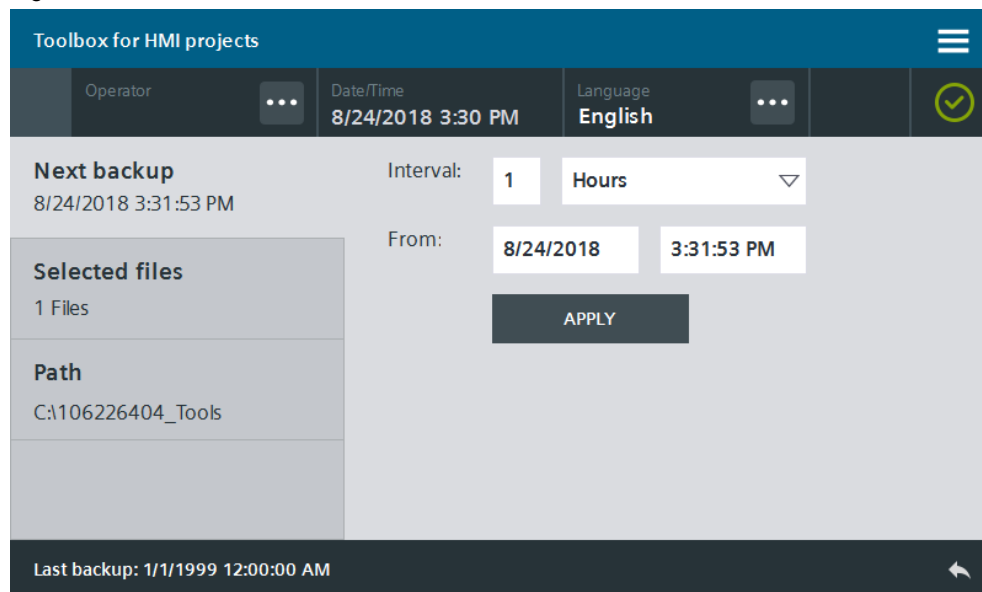 Toolbox for HMI projects
Operator
Date/Time
8/24/2018 3:30 PM
Language
English
Next backup
8/24/2018 3:31:53 PM
Selected files
1 Files
Path
C:\106226404_Tools
Interval: 1 Hours
From: 8/24/2018 3:31:53 PM
APPLY
Last backup: 1/1/1999 12:00:00 AM